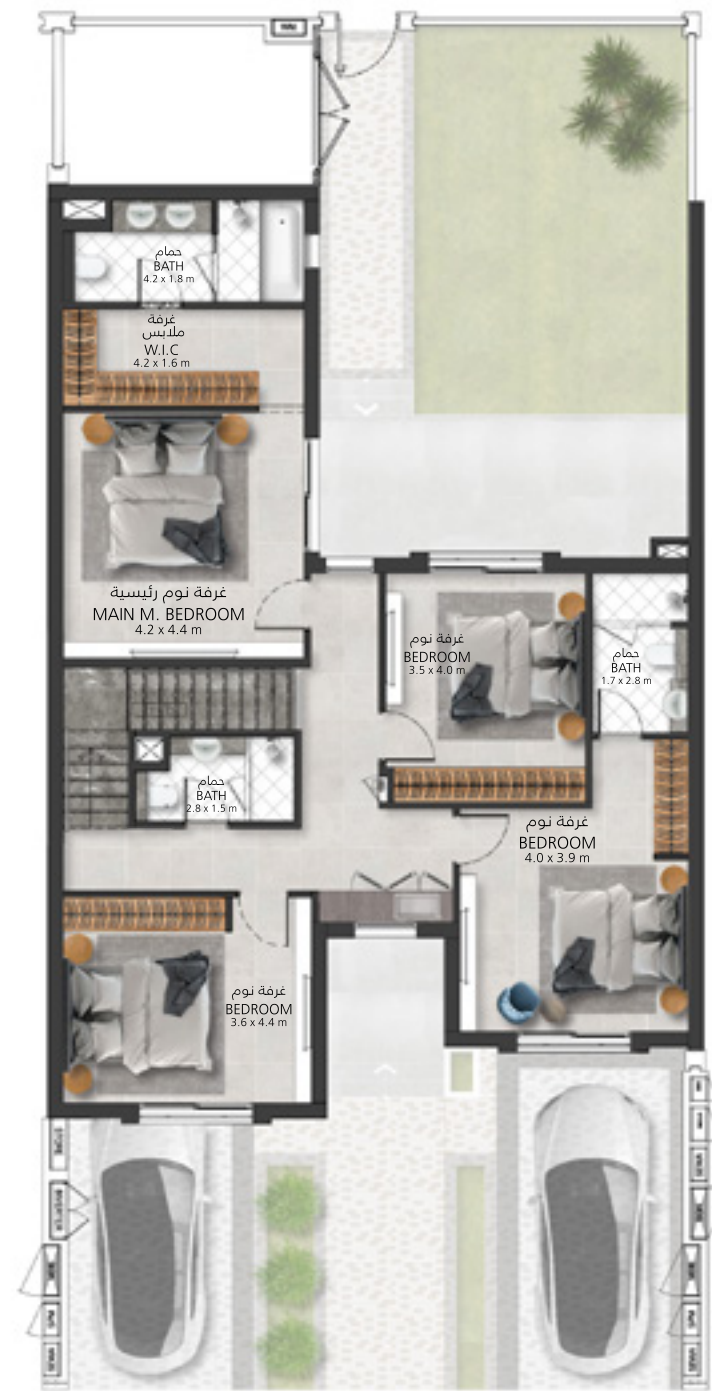 حمام
BATH
4.2 x 1.8 m
غرفة
ملابس
W.I.C
4.2 x 1.6 m
غرفة نوم رئيسية
MAIN M. BEDROOM
4.2 x 4.4 m
غرفة نوم
BEDROOM
3.5 x 4.0 m
حمام
BATH
1.7 x 2.8 m
حمام
BATH
2.8 x 1.5 m
غرفة نوم
BEDROOM
4.0 x 3.9 m
غرفة نوم
BEDROOM
3.6 x 4.4 m
STORE